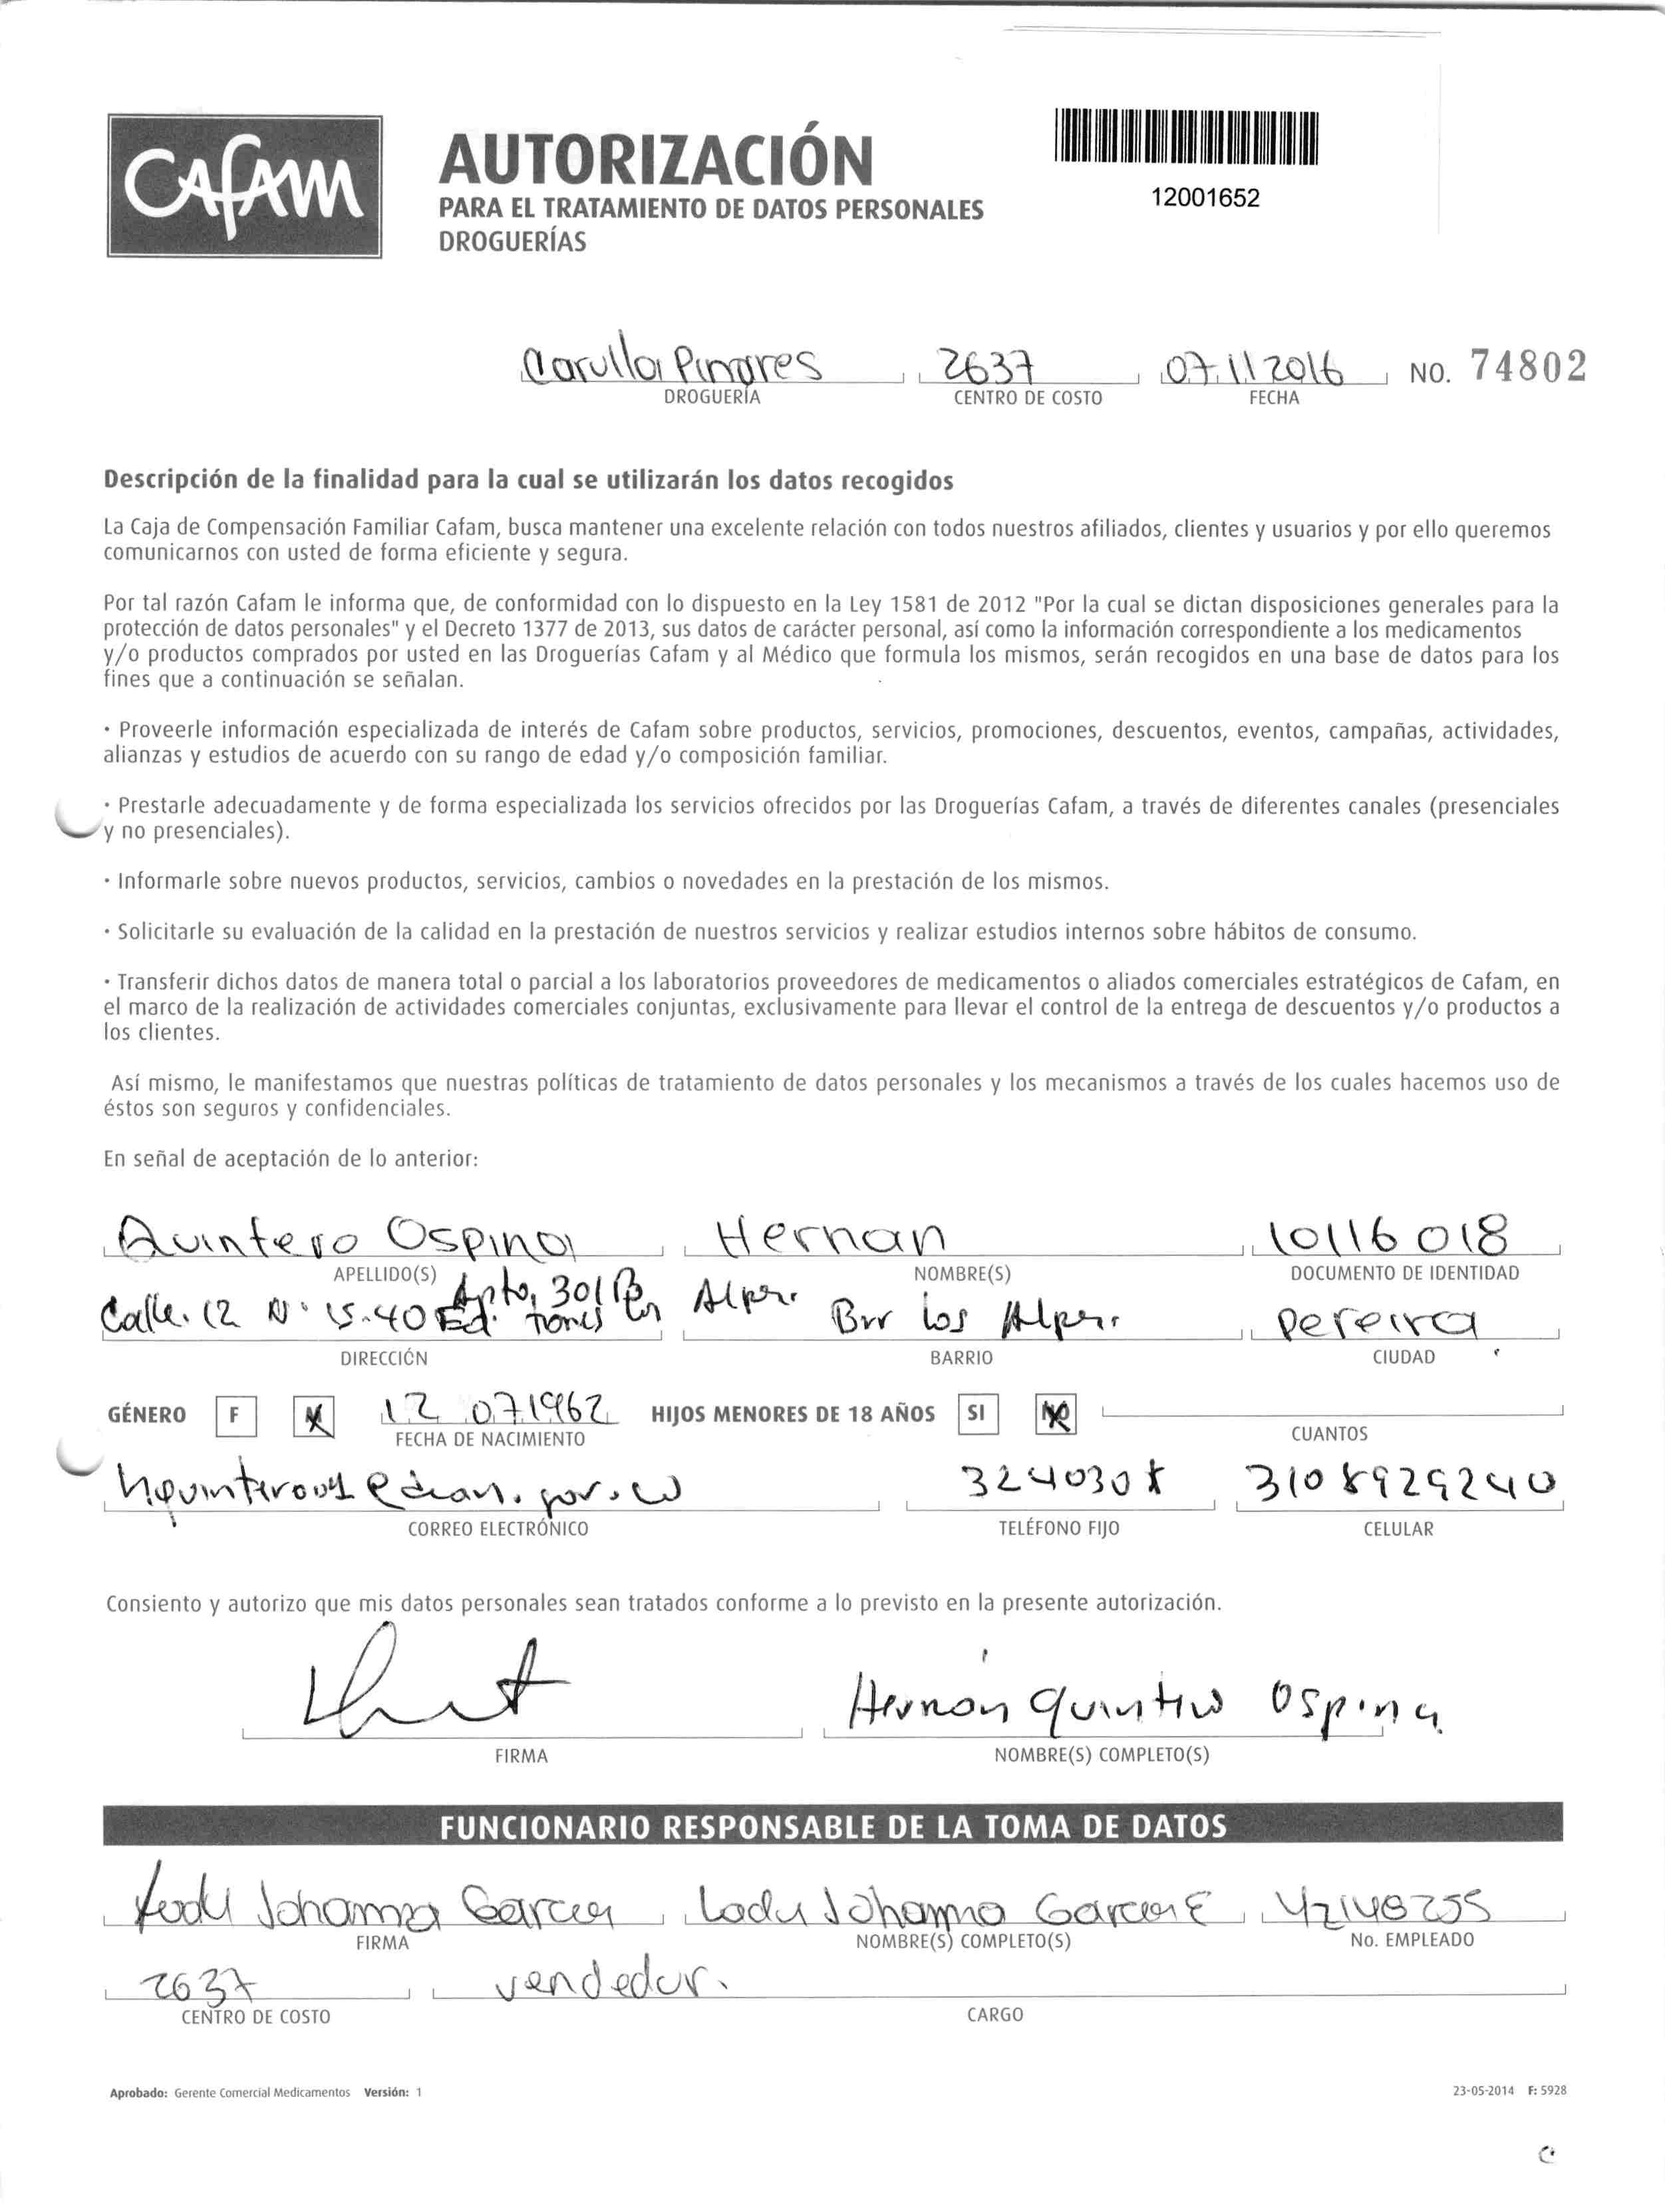 CAFAM
AUTORIZACIÓN
PARA EL TRATAMIENTO DE DATOS PERSONALES
DROGUERÍAS
12001652
Carulla Pinares 2637 07 11 2016 NO. 74802
DROGUERÍA CENTRO DE COSTO FECHA
Descripción de la finalidad para la cual se utilizarán los datos recogidos
La Caja de Compensación Familiar Cafam, busca mantener una excelente relación con todos nuestros afiliados, clientes y usuarios y por ello queremos
comunicarnos con usted de forma eficiente y segura.
Por tal razón Cafam le informa que, de conformidad con lo dispuesto en la Ley 1581 de 2012 "Por la cual se dictan disposiciones generales para la
protección de datos personales" y el Decreto 1377 de 2013, sus datos de carácter personal, así como la información correspondiente a los medicamentos
y/o productos comprados por usted en las Droguerías Cafam y al Médico que formula los mismos, serán recogidos en una base de datos para los
fines que a continuación se señalan.
· Proveerle información especializada de interés de Cafam sobre productos, servicios, promociones, descuentos, eventos, campañas, actividades,
alianzas y estudios de acuerdo con su rango de edad y/o composición familiar.
· Prestarle adecuadamente y de forma especializada los servicios ofrecidos por las Droguerías Cafam, a través de diferentes canales (presenciales
y no presenciales).
· Informarle sobre nuevos productos, servicios, cambios o novedades en la prestación de los mismos.
· Solicitarle su evaluación de la calidad en la prestación de nuestros servicios y realizar estudios internos sobre hábitos de consumo.
· Transferir dichos datos de manera total o parcial a los laboratorios proveedores de medicamentos o aliados comerciales estratégicos de Cafam, en
el marco de la realización de actividades comerciales conjuntas, exclusivamente para llevar el control de la entrega de descuentos y/o productos a
los clientes.
Así mismo, le manifestamos que nuestras políticas de tratamiento de datos personales y los mecanismos a través de los cuales hacemos uso de
éstos son seguros y confidenciales.
En señal de aceptación de lo anterior:
Quintero Ospina Hernan 10116018
APELLIDO(S) NOMBRE(S) DOCUMENTO DE IDENTIDAD
Apto, 301 B
Calle. 12 N° 15-40 Ed. Brr los Alper. Pereira
DIRECCIÓN BARRIO CIUDAD
GÉNERO F M 12 07 1962 HIJOS MENORES DE 18 AÑOS SI NO
FECHA DE NACIMIENTO CUANTOS
3240308 3108929240
CORREO ELECTRÓNICO TELÉFONO FIJO CELULAR
Consiento y autorizo que mis datos personales sean tratados conforme a lo previsto en la presente autorización.
Hernán Quintero Ospina
FIRMA NOMBRE(S) COMPLETO(S)
FUNCIONARIO RESPONSABLE DE LA TOMA DE DATOS
Johanna Garcia Lady Johanna Garcia E 42148255
FIRMA NOMBRE(S) COMPLETO(S) No. EMPLEADO
2637 vendedor.
CENTRO DE COSTO CARGO
Aprobado: Gerente Comercial Medicamentos Versión: 1 23-05-2014 F: 5928